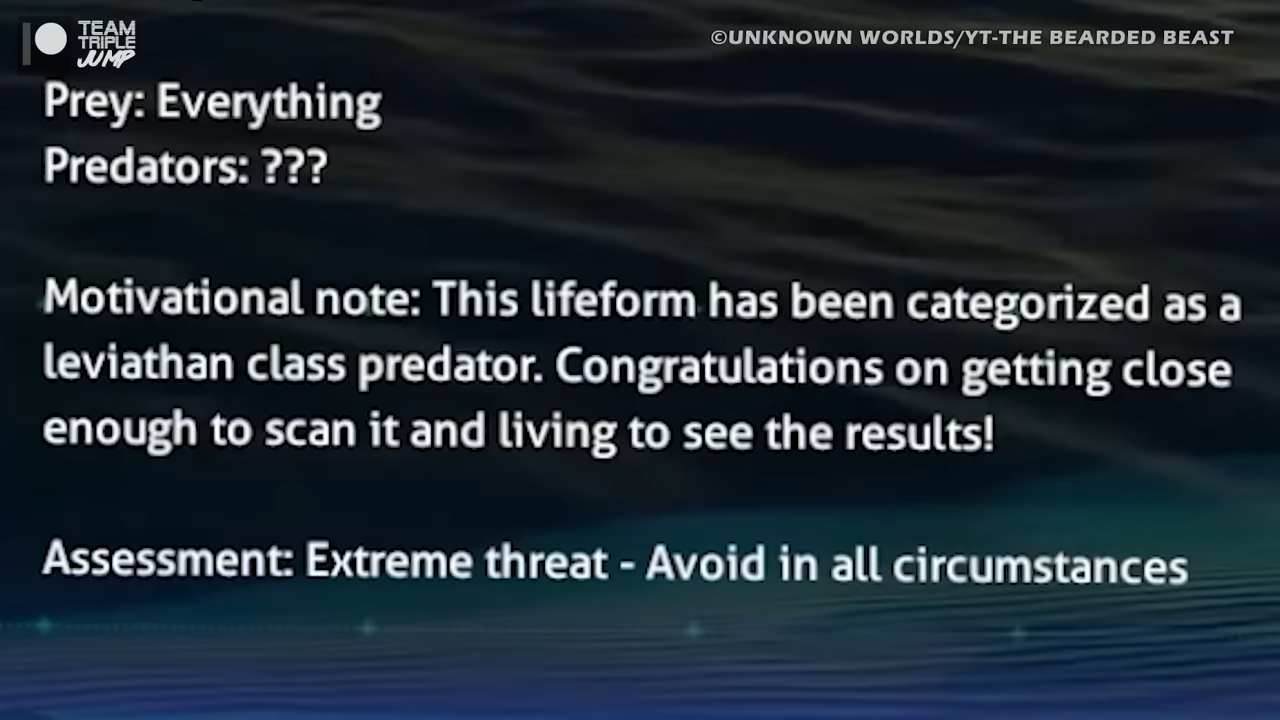 TEAM
TRIPLE
JUMP
©UNKNOWN WORLDS/YT-THE BEARDED BEAST
Prey: Everything
Predators: ???
Motivational note: This lifeform has been categorized as a
leviathan class predator. Congratulations on getting close
enough to scan it and living to see the results!
Assessment: Extreme threat - Avoid in all circumstances